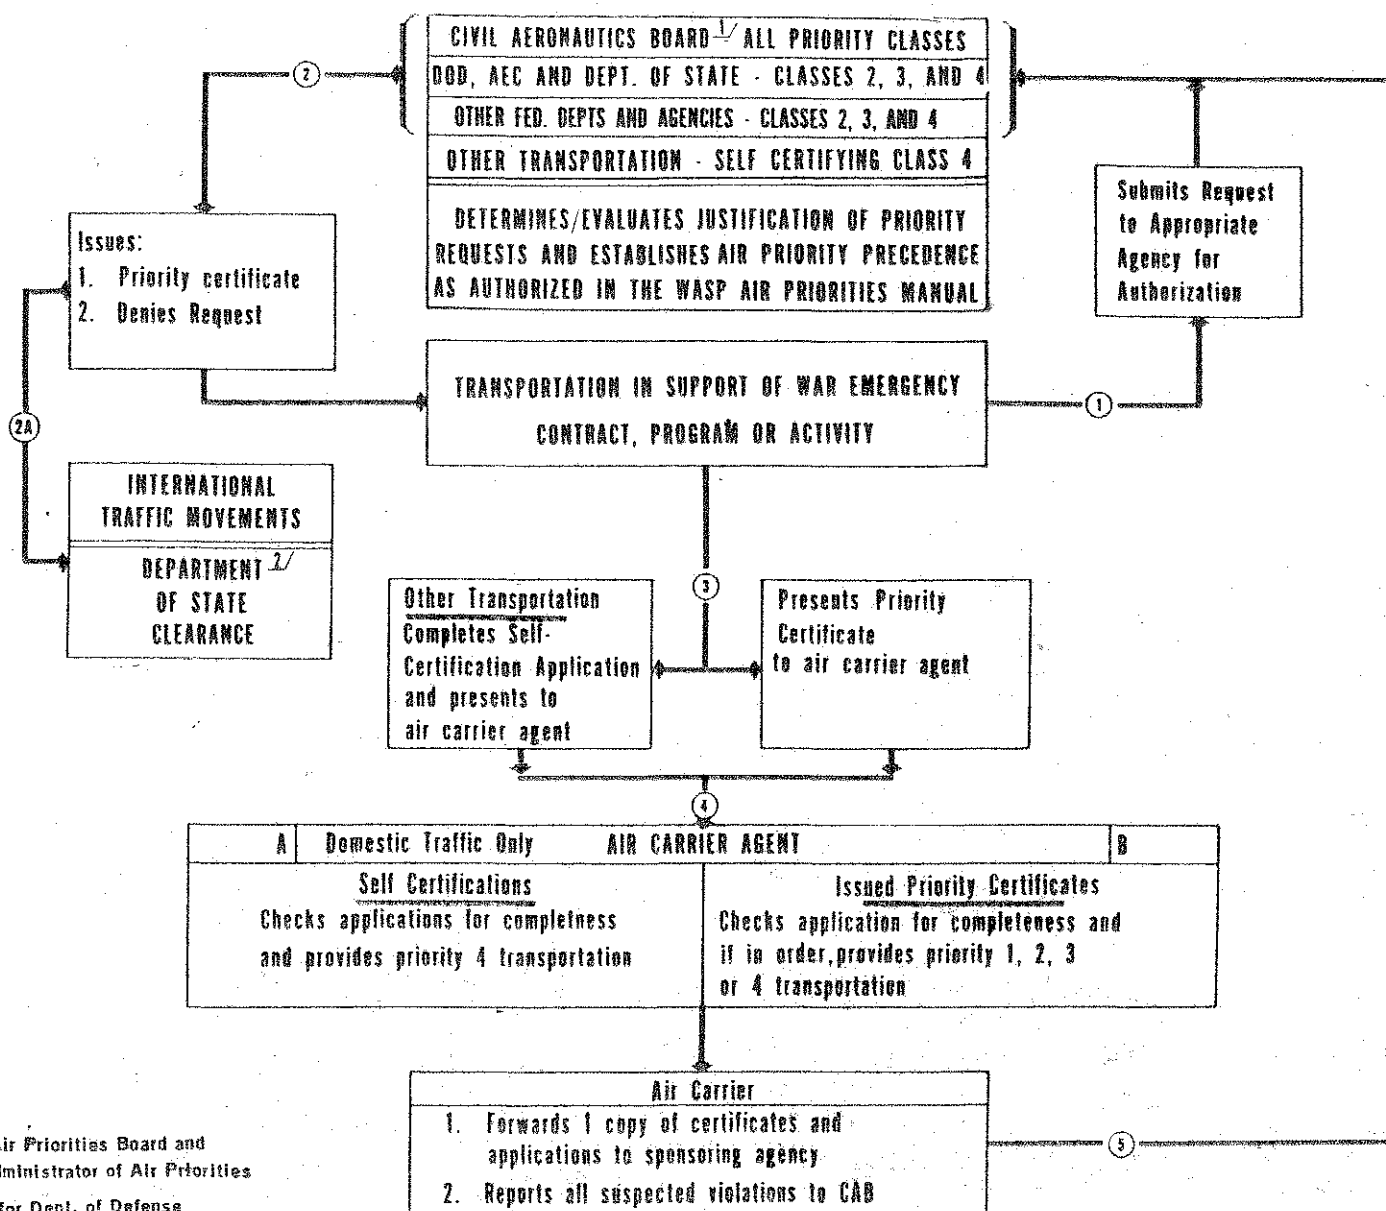 CIVIL AERONAUTICS BOARD 1/ ALL PRIORITY CLASSES
DOD, AEC AND DEPT. OF STATE - CLASSES 2, 3, AND 4
OTHER FED. DEPTS AND AGENCIES - CLASSES 2, 3, AND 4
OTHER TRANSPORTATION - SELF CERTIFYING CLASS 4
DETERMINES/EVALUATES JUSTIFICATION OF PRIORITY
REQUESTS AND ESTABLISHES AIR PRIORITY PRECEDENCE
AS AUTHORIZED IN THE WASP AIR PRIORITIES MANUAL
2
Submits Request
to Appropriate
Agency for
Authorization
Issues:
1. Priority certificate
2. Denies Request
TRANSPORTATION IN SUPPORT OF WAR EMERGENCY
CONTRACT, PROGRAM OR ACTIVITY
1
2A
INTERNATIONAL
TRAFFIC MOVEMENTS
DEPARTMENT 2/
OF STATE
CLEARANCE
3
Other Transportation
Completes Self-
Certification Application
and presents to
air carrier agent
Presents Priority
Certificate
to air carrier agent
4
A Domestic Traffic Only AIR CARRIER AGENT B
Self Certifications
Checks applications for completness
and provides priority 4 transportation
Issued Priority Certificates
Checks application for completeness and
if in order, provides priority 1, 2, 3
or 4 transportation
Air Carrier
1. Forwards 1 copy of certificates and
applications to sponsoring agency
2. Reports all suspected violations to CAB
5
Air Priorities Board and
dministrator of Air Priorities
for Dept. of Defense